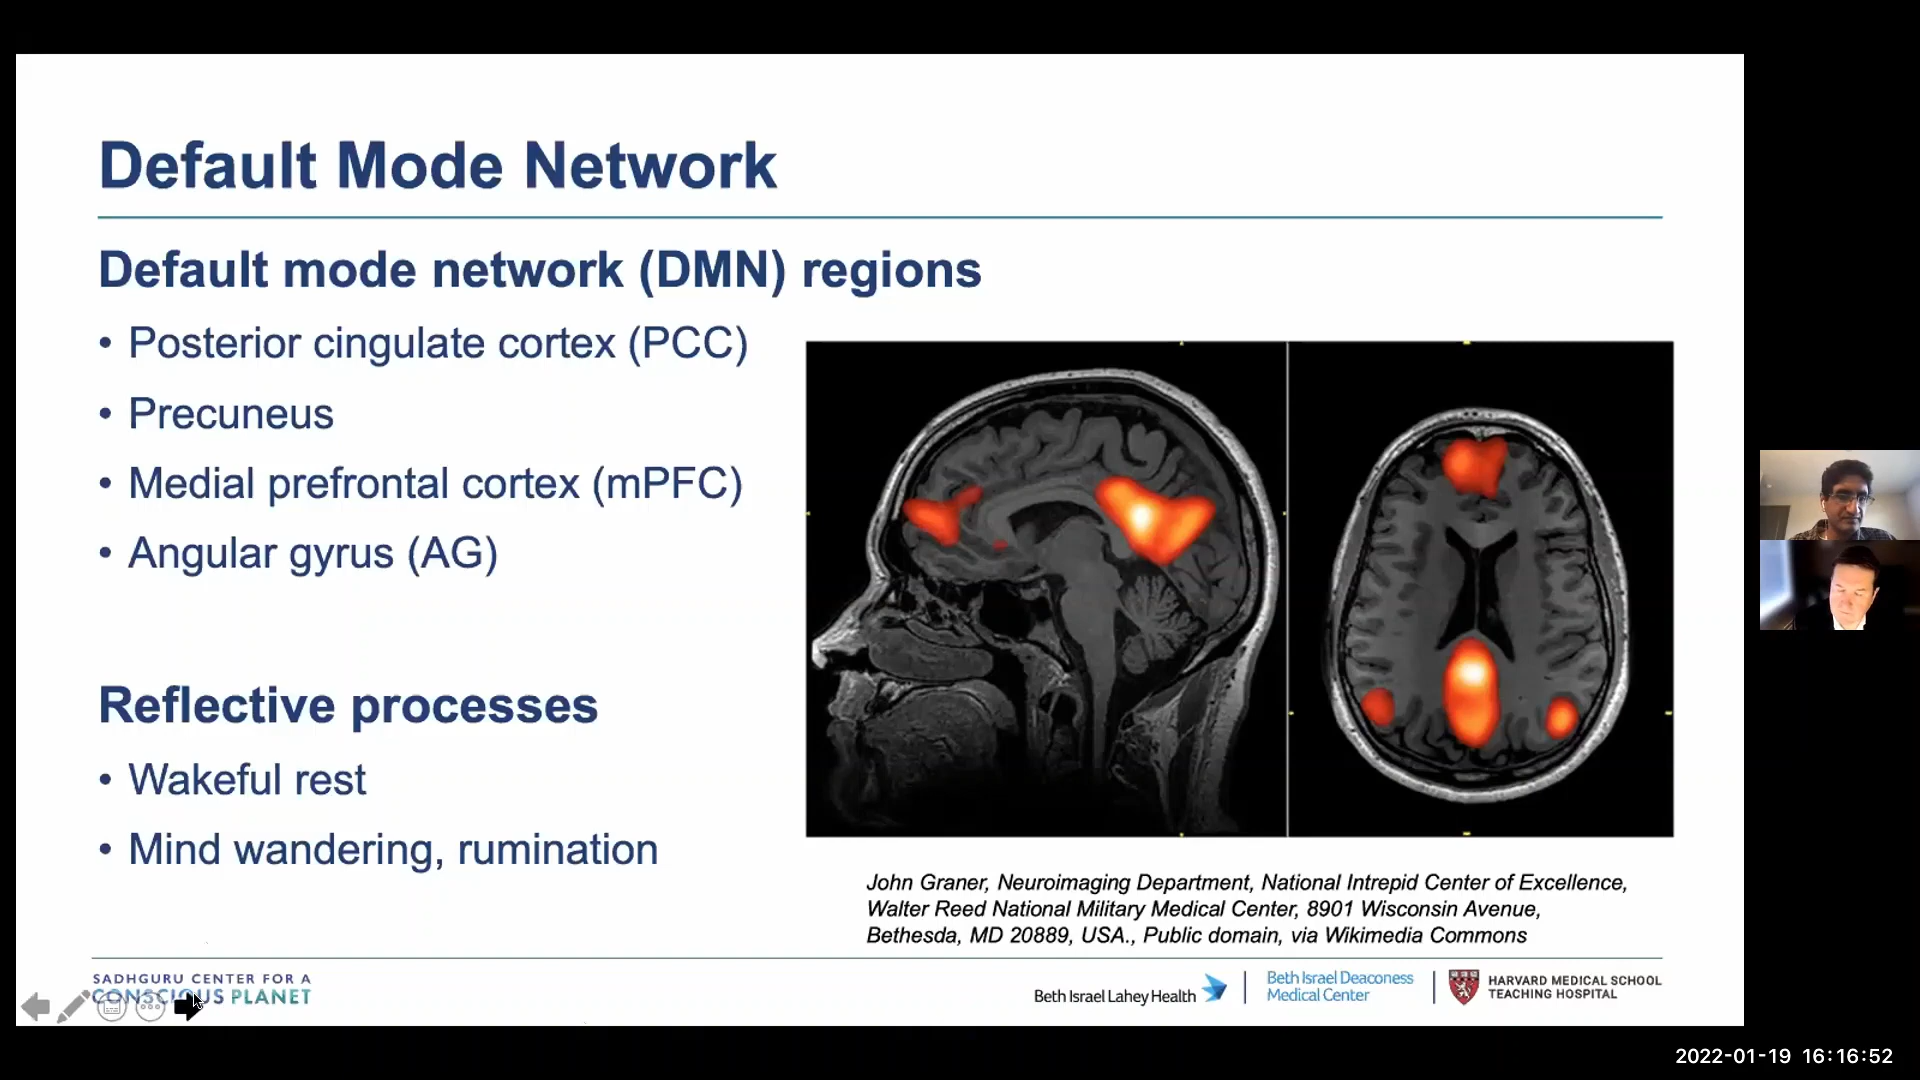 Default Mode Network
Default mode network (DMN) regions
• Posterior cingulate cortex (PCC)
• Precuneus
• Medial prefrontal cortex (mPFC)
• Angular gyrus (AG)
Reflective processes
• Wakeful rest
• Mind wandering, rumination
John Graner, Neuroimaging Department, National Intrepid Center of Excellence,
Walter Reed National Military Medical Center, 8901 Wisconsin Avenue,
Bethesda, MD 20889, USA., Public domain, via Wikimedia Commons
SADHGURU CENTER FOR A
CONSCIOUS PLANET
Beth Israel Lahey Health
Beth Israel Deaconess
Medical Center
HARVARD MEDICAL SCHOOL
TEACHING HOSPITAL
2022-01-19 16:16:52